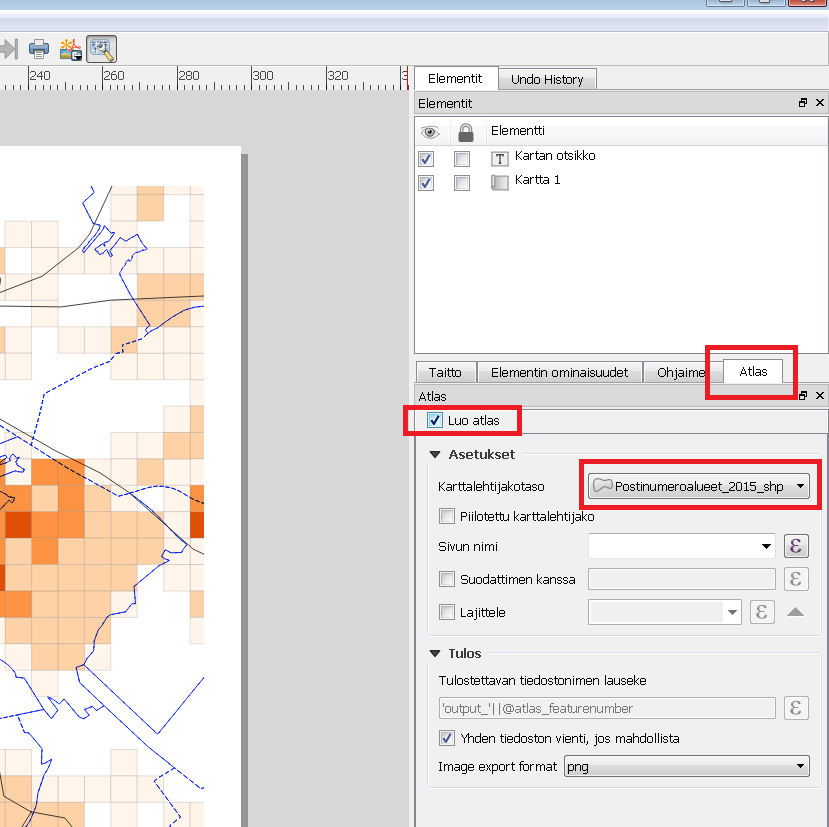 240 260 280 300 320
Elementit Undo History
Elementit
Elementti
T Kartan otsikko
Kartta 1
Taitto Elementin ominaisuudet Ohjaime Atlas
Atlas
Luo atlas
Asetukset
Karttalehtijakotaso Postinumeroalueet_2015_shp
Piilotettu karttalehtijako
Sivun nimi ε
Suodattimen kanssa ε
Lajittele ε
Tulos
Tulostettavan tiedostonimen lauseke
'output_'||@atlas_featurenumber ε
Yhden tiedoston vienti, jos mahdollista
Image export format png